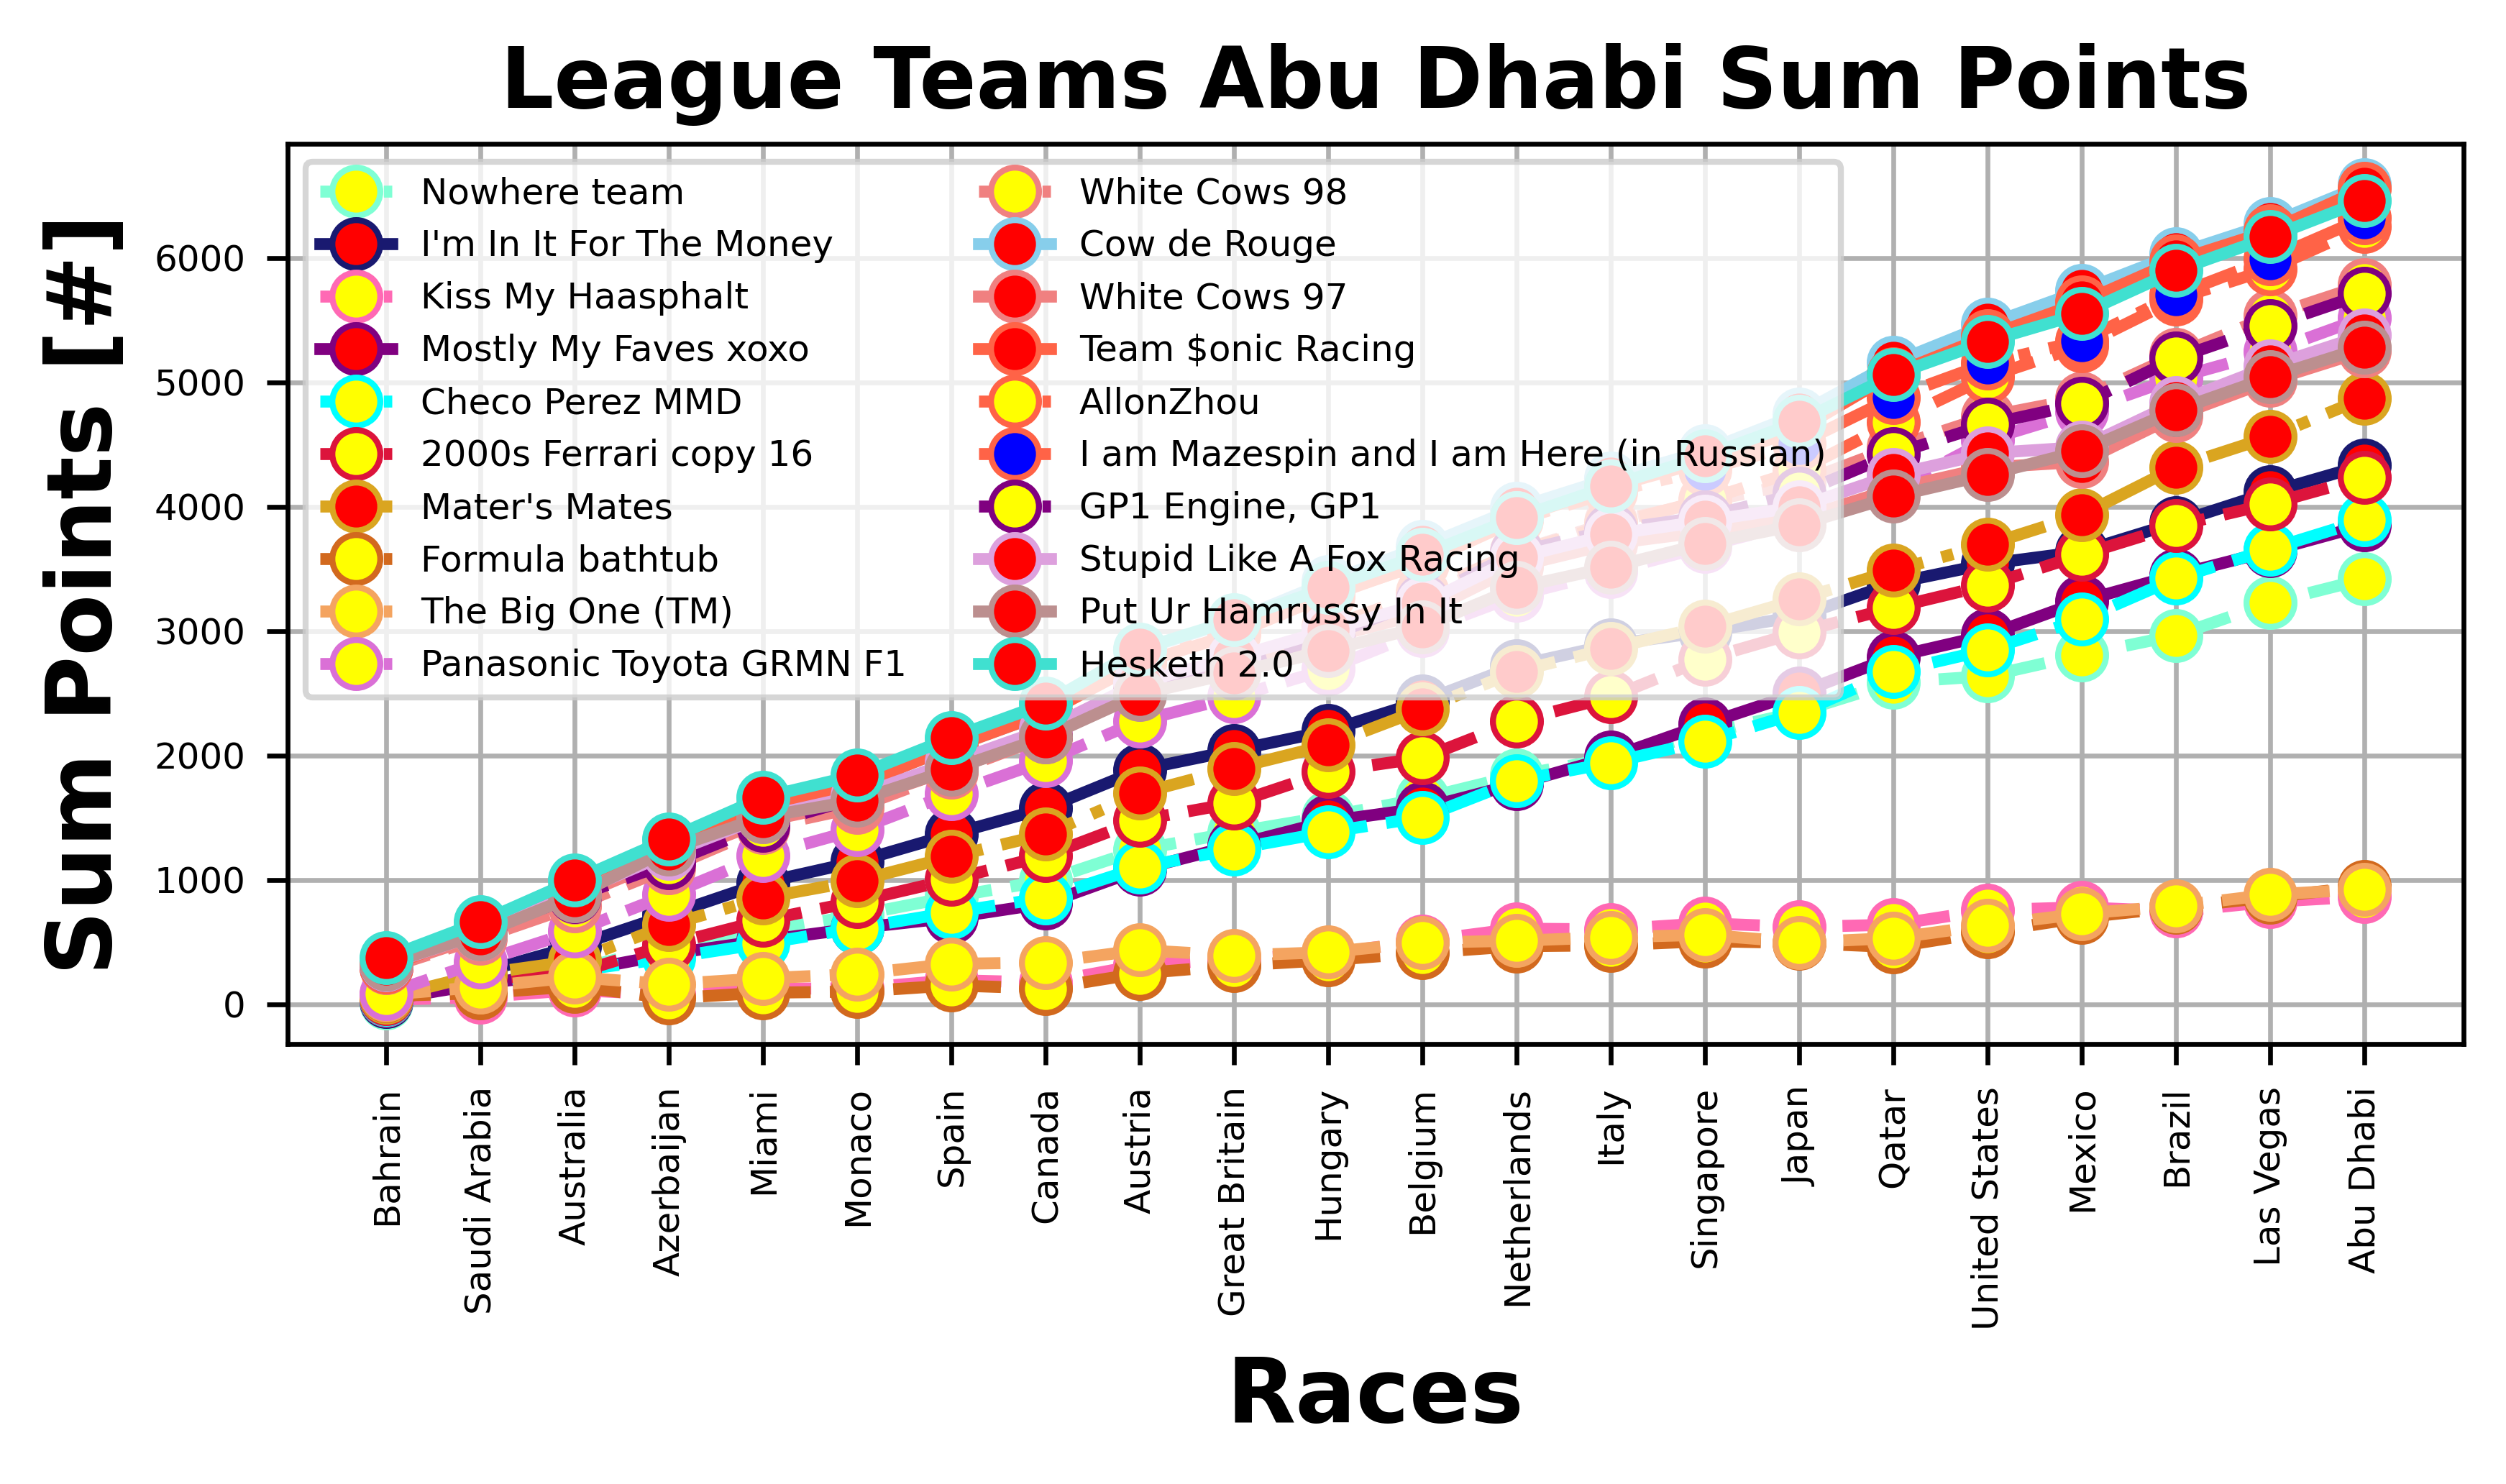 League Teams Abu Dhabi Sum Points
Sum Points [#]
6000
5000
4000
3000
2000
1000
0
Nowhere team
I'm In It For The Money
Kiss My Haasphalt
Mostly My Faves xoxo
Checo Perez MMD
2000s Ferrari copy 16
Mater's Mates
Formula bathtub
The Big One (TM)
Panasonic Toyota GRMN F1
White Cows 98
Cow de Rouge
White Cows 97
Team $onic Racing
AllonZhou
I am Mazespin and I am Here (in Russian)
GP1 Engine, GP1
Stupid Like A Fox Racing
Put Ur Hamrussy In It
Hesketh 2.0
Bahrain
Saudi Arabia
Australia
Azerbaijan
Miami
Monaco
Spain
Canada
Austria
Great Britain
Hungary
Belgium
Netherlands
Italy
Singapore
Japan
Qatar
United States
Mexico
Brazil
Las Vegas
Abu Dhabi
Races